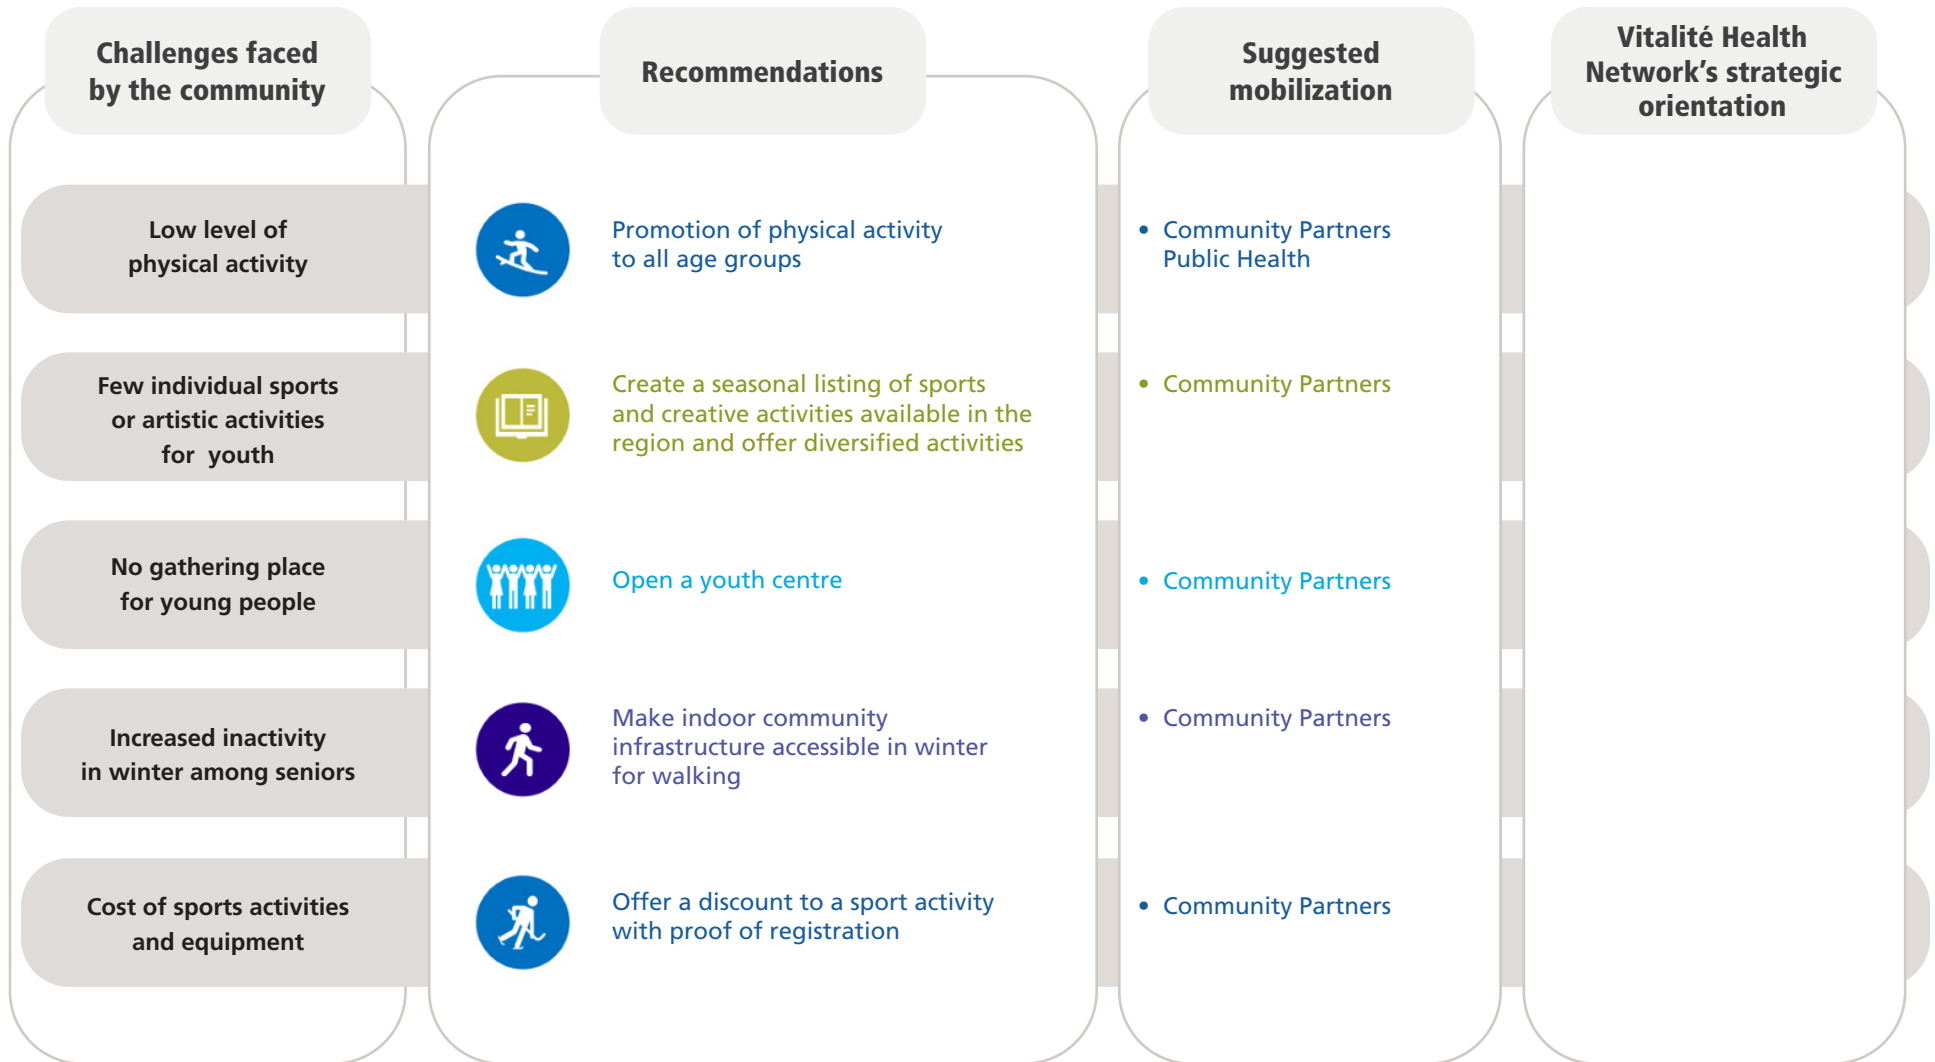 Challenges faced
by the community
Recommendations
Suggested
mobilization
Vitalité Health
Network's strategic
orientation
Low level of
physical activity
Promotion of physical activity
to all age groups
• Community Partners
Public Health
Few individual sports
or artistic activities
for youth
Create a seasonal listing of sports
and creative activities available in the
region and offer diversified activities
• Community Partners
No gathering place
for young people
Open a youth centre
• Community Partners
Increased inactivity
in winter among seniors
Make indoor community
infrastructure accessible in winter
for walking
• Community Partners
Cost of sports activities
and equipment
Offer a discount to a sport activity
with proof of registration
• Community Partners